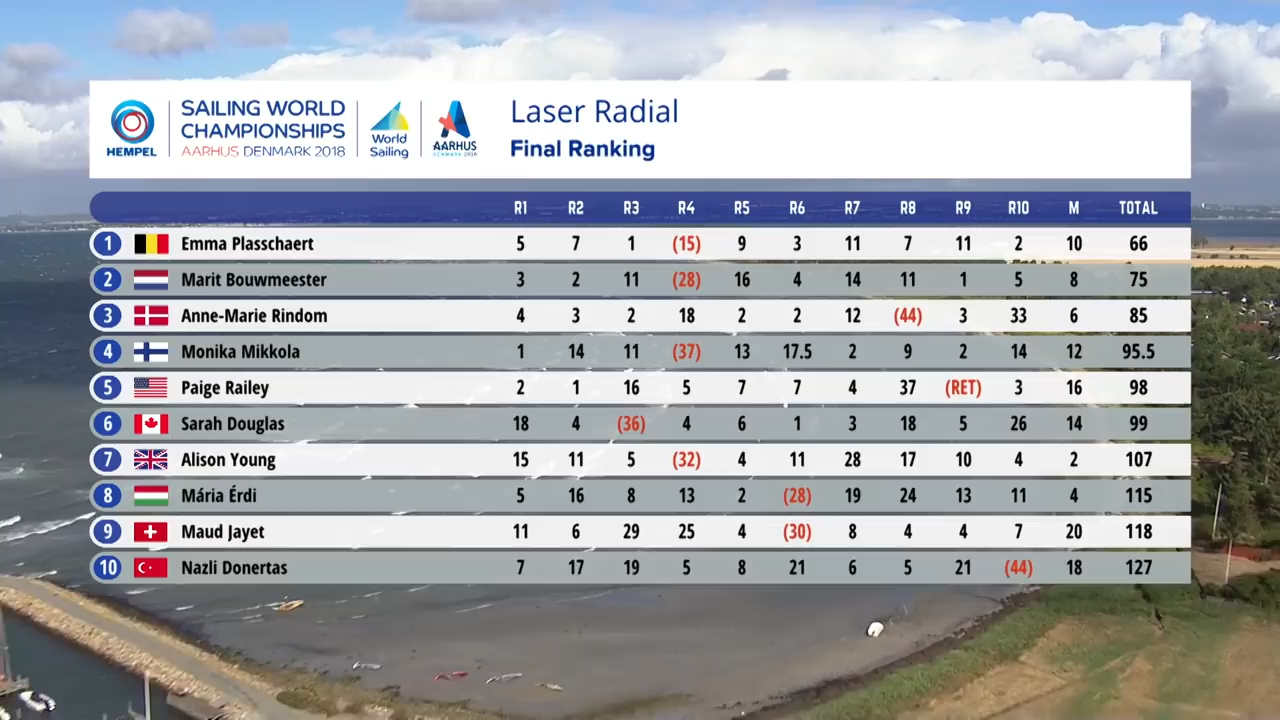 SAILING WORLD CHAMPIONSHIPS
AARHUS DENMARK 2018
HEMPEL
World Sailing
AARHUS
DENMARK 2018
Laser Radial
Final Ranking
R1 R2 R3 R4 R5 R6 R7 R8 R9 R10 M TOTAL
1 Emma Plasschaert 5 7 1 (15) 9 3 11 7 11 2 10 66
2 Marit Bouwmeester 3 2 11 (28) 16 4 14 11 1 5 8 75
3 Anne-Marie Rindom 4 3 2 18 2 2 12 (44) 3 33 6 85
4 Monika Mikkola 1 14 11 (37) 13 17.5 2 9 2 14 12 95.5
5 Paige Railey 2 1 16 5 7 7 4 37 (RET) 3 16 98
6 Sarah Douglas 18 4 (36) 4 6 1 3 18 5 26 14 99
7 Alison Young 15 11 5 (32) 4 11 28 17 10 4 2 107
8 Mária Érdi 5 16 8 13 2 (28) 19 24 13 11 4 115
9 Maud Jayet 11 6 29 25 4 (30) 8 4 4 7 20 118
10 Nazli Donertas 7 17 19 5 8 21 6 5 21 (44) 18 127